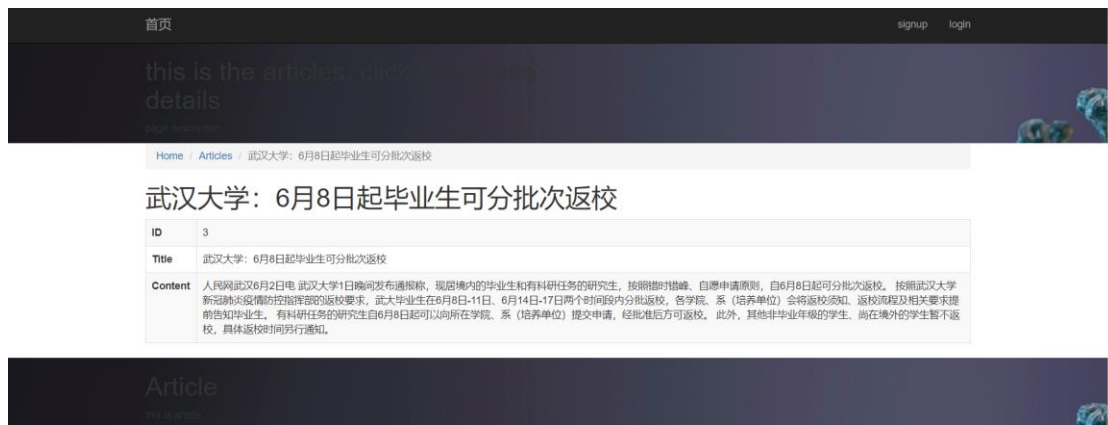 首页 signup login
this is the articles, click
details
page description
Home / Articles / 武汉大学：6月8日起毕业生可分批次返校
武汉大学：6月8日起毕业生可分批次返校
ID 3
Title 武汉大学：6月8日起毕业生可分批次返校
Content 人民网武汉6月2日电 武汉大学1日晚间发布通报称，现居境内的毕业生和有科研任务的研究生，按照错时错峰、自愿申请原则，自6月8日起可分批次返校。 按照武汉大学
新冠肺炎疫情防控指挥部的返校要求，武大毕业生在6月8日-11日、6月14日-17日两个时间段内分批返校，各学院、系（培养单位）会将返校须知、返校流程及相关要求提
前告知毕业生。 有科研任务的研究生自6月8日起可以向所在学院、系（培养单位）提交申请，经批准后方可返校。 此外，其他非毕业年级的学生、尚在境外的学生暂不返
校，具体返校时间另行通知。
Article
this is article